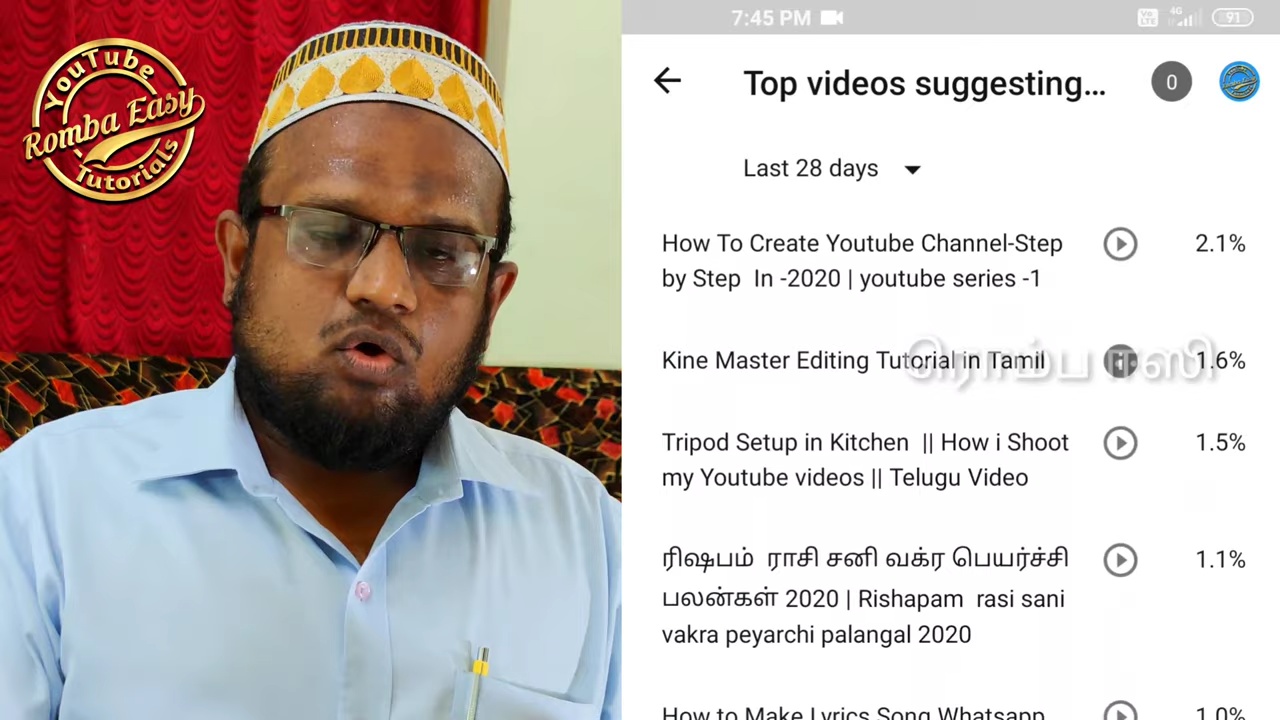 YouTube
Romba Easy
Tutorials
7:45 PM
4G
91
Top videos suggesting...
0
Last 28 days
How To Create Youtube Channel-Step
by Step In -2020 | youtube series -1
2.1%
Kine Master Editing Tutorial in Tamil
1.6%
ரொம்ப ஈஸி
Tripod Setup in Kitchen || How i Shoot
my Youtube videos || Telugu Video
1.5%
ரிஷபம் ராசி சனி வக்ர பெயர்ச்சி
பலன்கள் 2020 | Rishapam rasi sani
vakra peyarchi palangal 2020
1.1%
How to Make Lyrics Song Whatsapp
1.0%